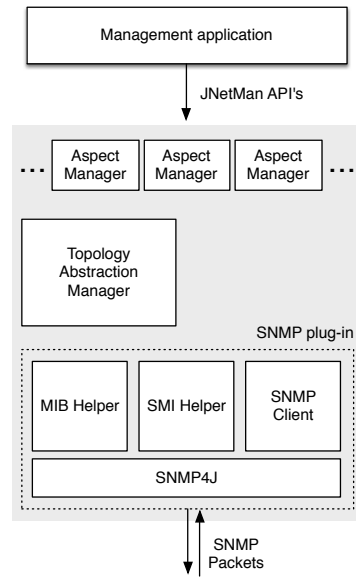 Management application
JNetMan API's
... Aspect Manager Aspect Manager Aspect Manager ...
Topology
Abstraction
Manager
SNMP plug-in
MIB Helper
SMI Helper
SNMP
Client
SNMP4J
SNMP
Packets